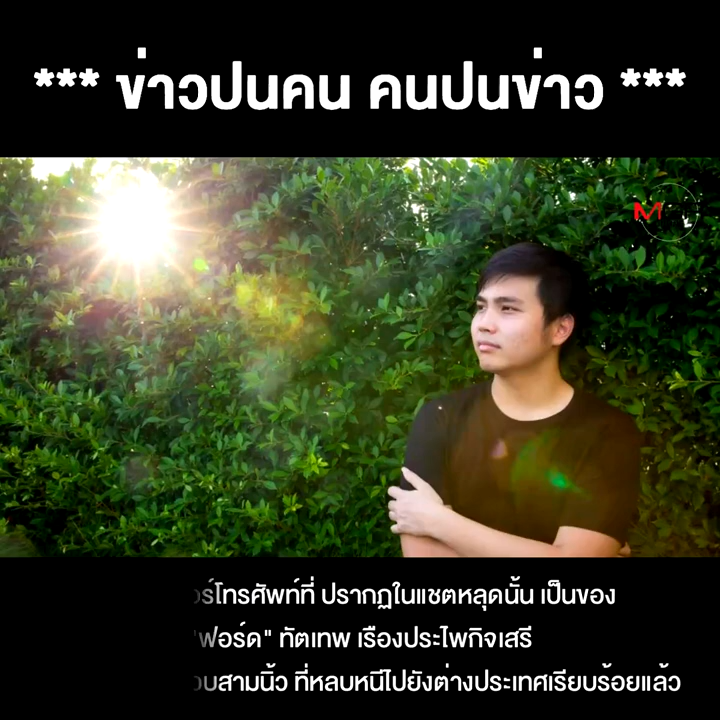 *** ข่าวปนคน คนปนข่าว ***
M
โทรศัพท์ที่ ปรากฏในแชตหลุดนั้น เป็นของ
"ฟอร์ด" ทัตเทพ เรืองประไพกิจเสรี
สามนิ้ว ที่หลบหนีไปยังต่างประเทศเรียบร้อยแล้ว